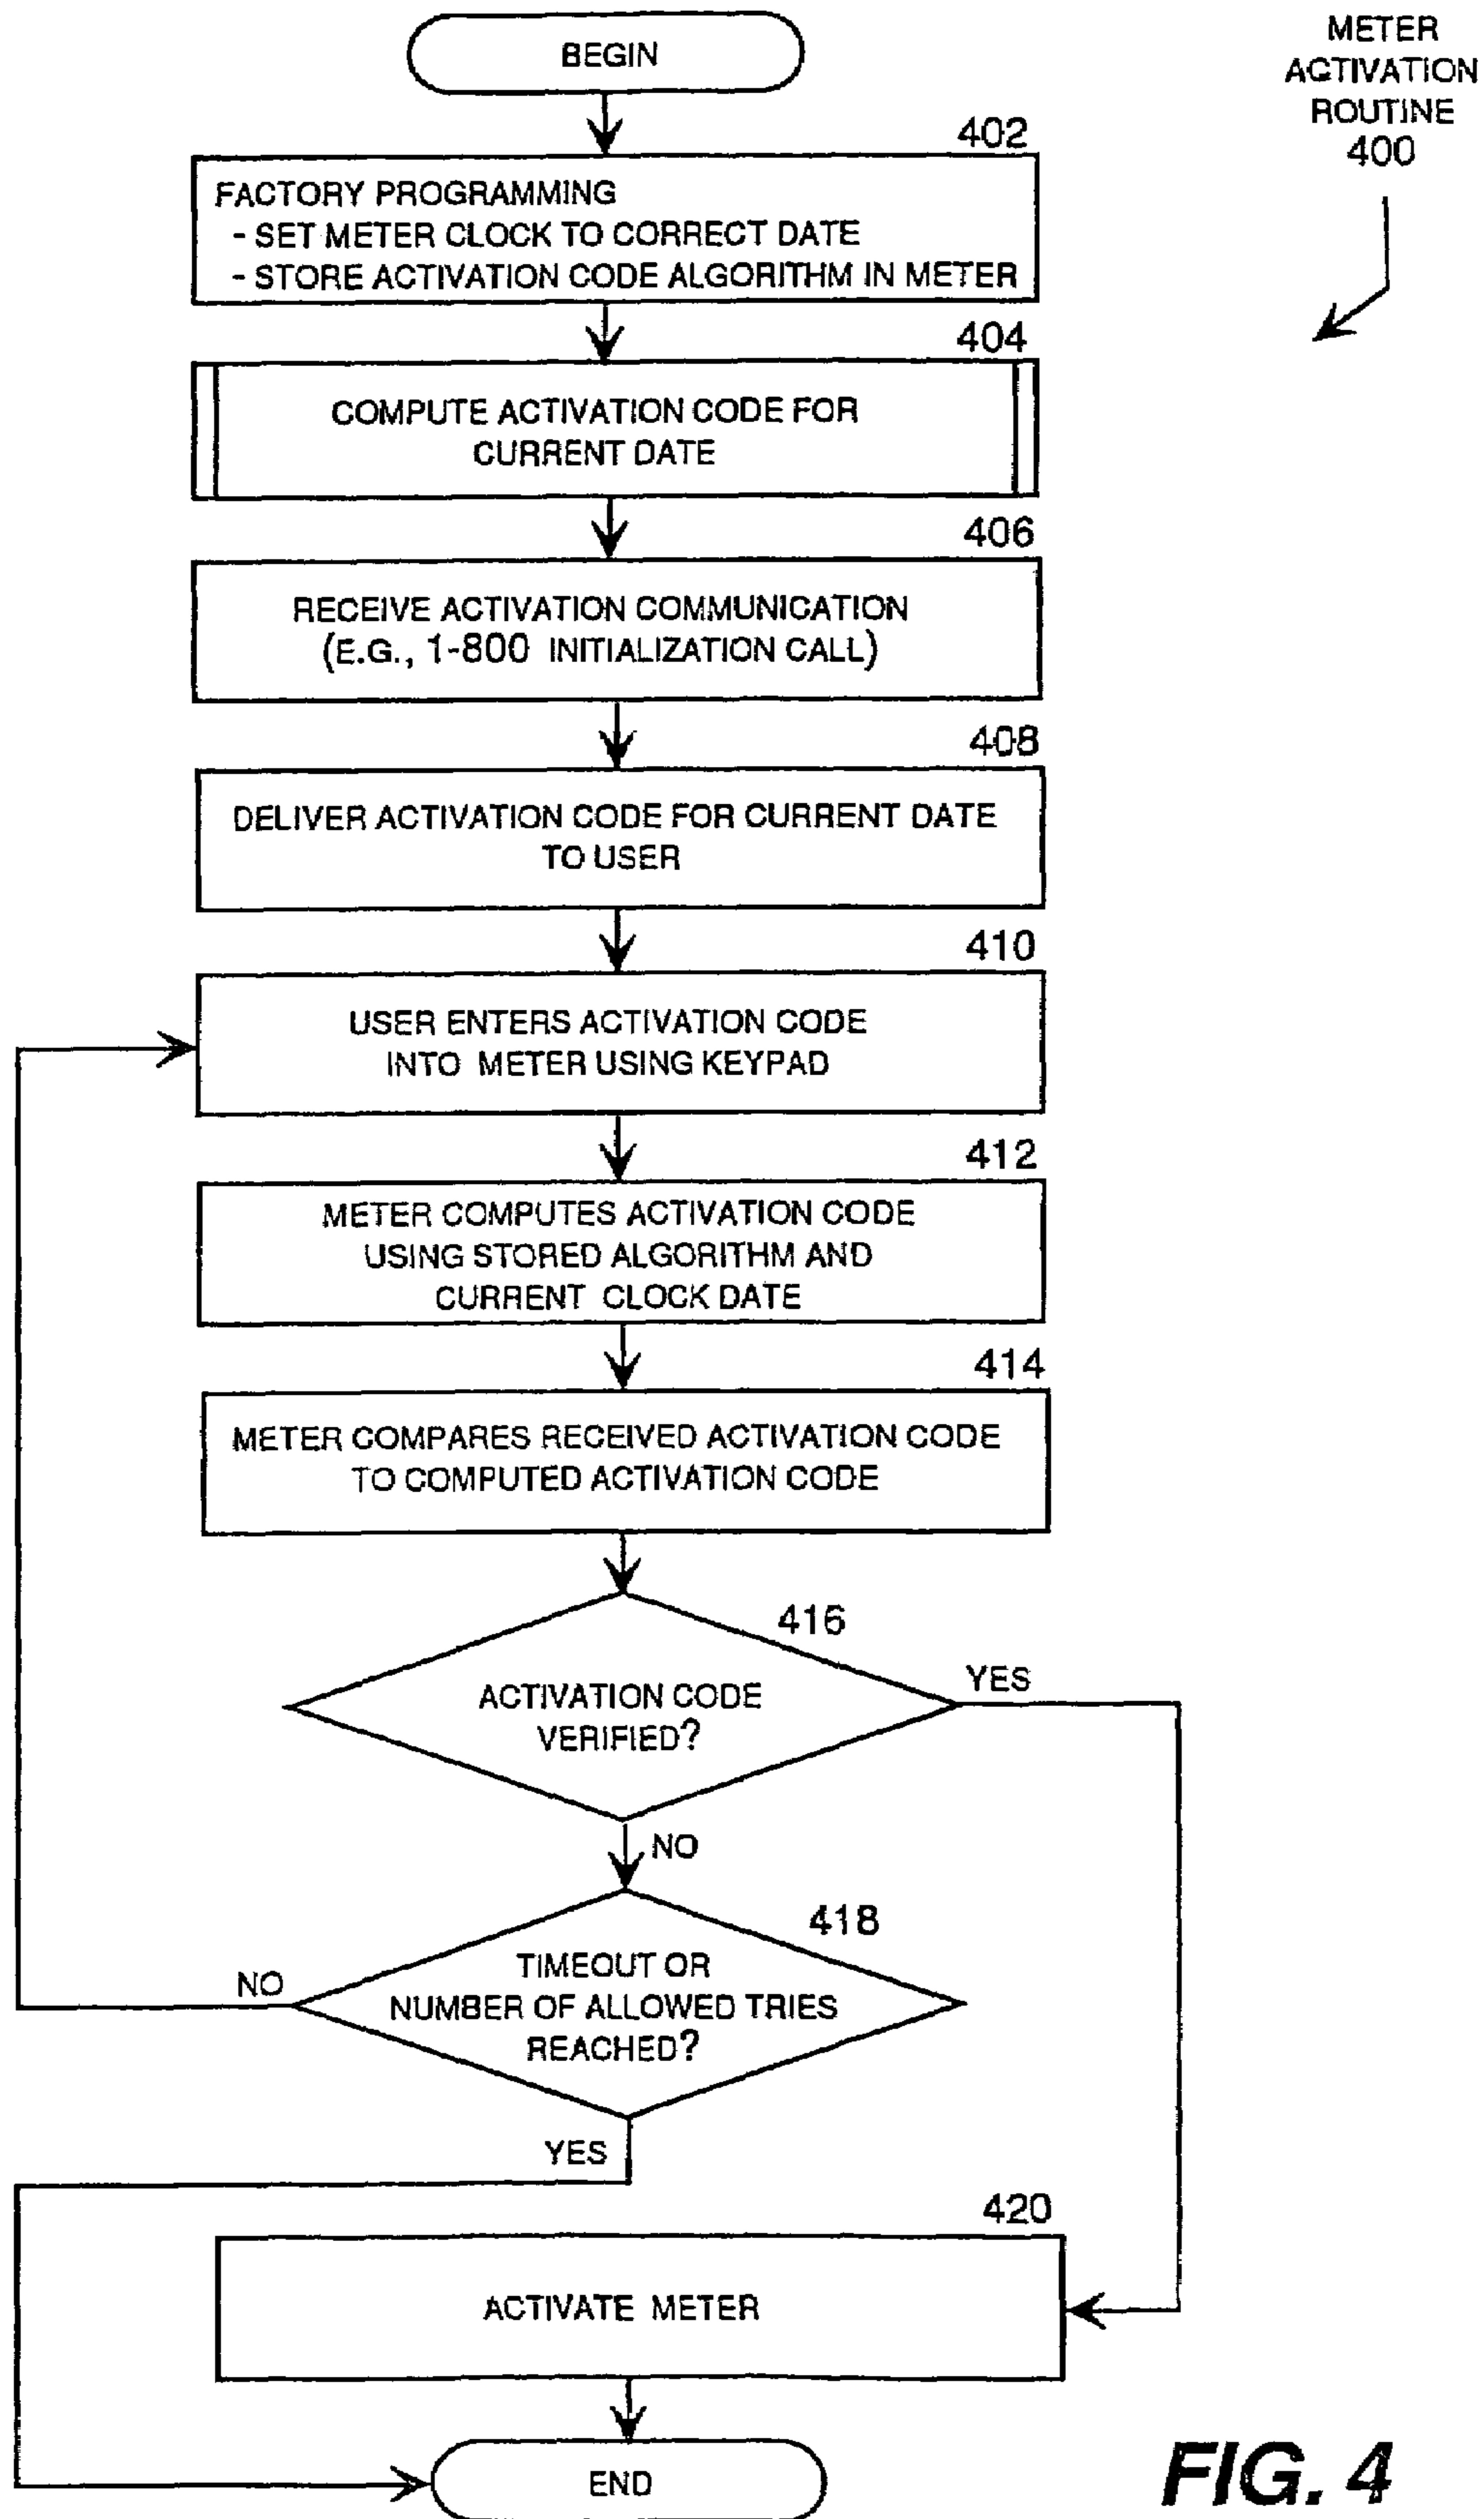 BEGIN
METER
ACTIVATION
ROUTINE
400
402
FACTORY PROGRAMMING
- SET METER CLOCK TO CORRECT DATE
- STORE ACTIVATION CODE ALGORITHM IN METER
404
COMPUTE ACTIVATION CODE FOR
CURRENT DATE
406
RECEIVE ACTIVATION COMMUNICATION
(E.G., 1-800 INITIALIZATION CALL)
408
DELIVER ACTIVATION CODE FOR CURRENT DATE
TO USER
410
USER ENTERS ACTIVATION CODE
INTO METER USING KEYPAD
412
METER COMPUTES ACTIVATION CODE
USING STORED ALGORITHM AND
CURRENT CLOCK DATE
414
METER COMPARES RECEIVED ACTIVATION CODE
TO COMPUTED ACTIVATION CODE
416
ACTIVATION CODE
VERIFIED?
YES
NO
418
TIMEOUT OR
NUMBER OF ALLOWED TRIES
REACHED?
NO
YES
420
ACTIVATE METER
END
FIG. 4